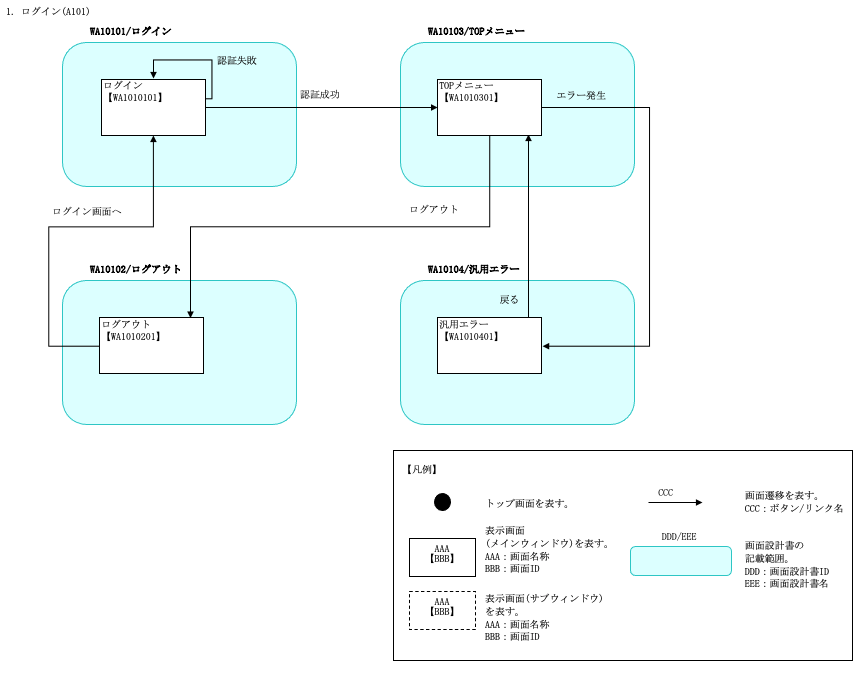 1. ログイン(A101)
WA10101/ログイン
WA10103/TOPメニュー
認証失敗
ログイン
【WA1010101】
認証成功
TOPメニュー
【WA1010301】
エラー発生
ログイン画面へ
ログアウト
WA10102/ログアウト
WA10104/汎用エラー
戻る
ログアウト
【WA1010201】
汎用エラー
【WA1010401】
【凡例】
トップ画面を表す。
CCC
画面遷移を表す。
CCC：ボタン/リンク名
AAA
【BBB】
表示画面
(メインウィンドウ)を表す。
AAA：画面名称
BBB：画面ID
DDD/EEE
画面設計書の
記載範囲。
DDD：画面設計書ID
EEE：画面設計書名
AAA
【BBB】
表示画面(サブウィンドウ)
を表す。
AAA：画面名称
BBB：画面ID